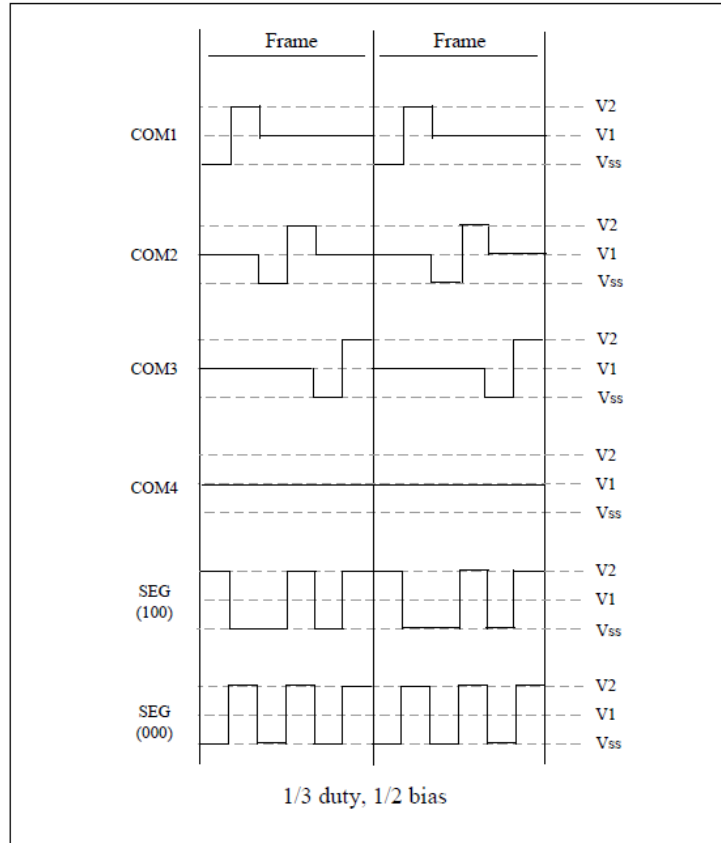 Frame Frame
COM1 V2
V1
Vss
COM2 V2
V1
Vss
COM3 V2
V1
Vss
COM4 V2
V1
Vss
SEG
(100) V2
V1
Vss
SEG
(000) V2
V1
Vss
1/3 duty, 1/2 bias